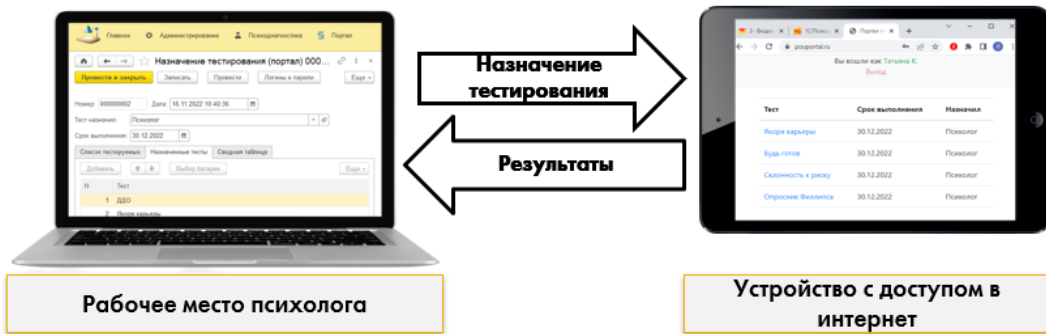 Главное Администрирование Психодиагностика Портал
Назначение тестирования (портал) 000...
Провести и закрыть Записать Провести Логины и пароли Еще
Номер: 000000002 Дата: 16.11.2022 10:40:36
Тест назначил: Психолог
Срок выполнения: 30.12.2022
Список тестируемых Назначенные тесты Сводная таблица
Добавить Выбор батареи Еще
N Тест
1 ДДО
2 Якоря карьеры
Рабочее место психолога
Назначение
тестирования
Результаты
pouportal.ru
Вы вошли как Татьяна К.
Выход
Тест Срок выполнения Назначил
Якоря карьеры 30.12.2022 Психолог
Будь готов 30.12.2022 Психолог
Склонность к риску 30.12.2022 Психолог
Опросник Филлипса 30.12.2022 Психолог
Устройство с доступом в
интернет